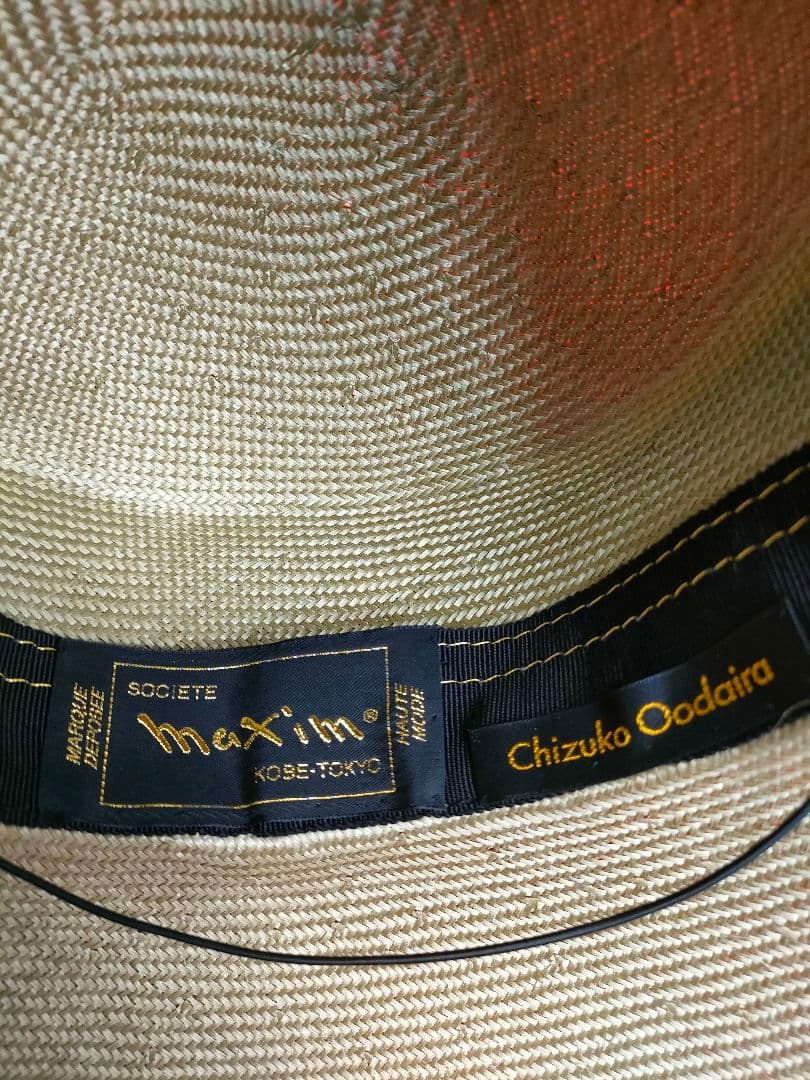 MARQUE
DEPOSEE
SOCIETE
maxim®
KOBE-TOKYO
HAUTE
MODE
Chizuko Oodaira